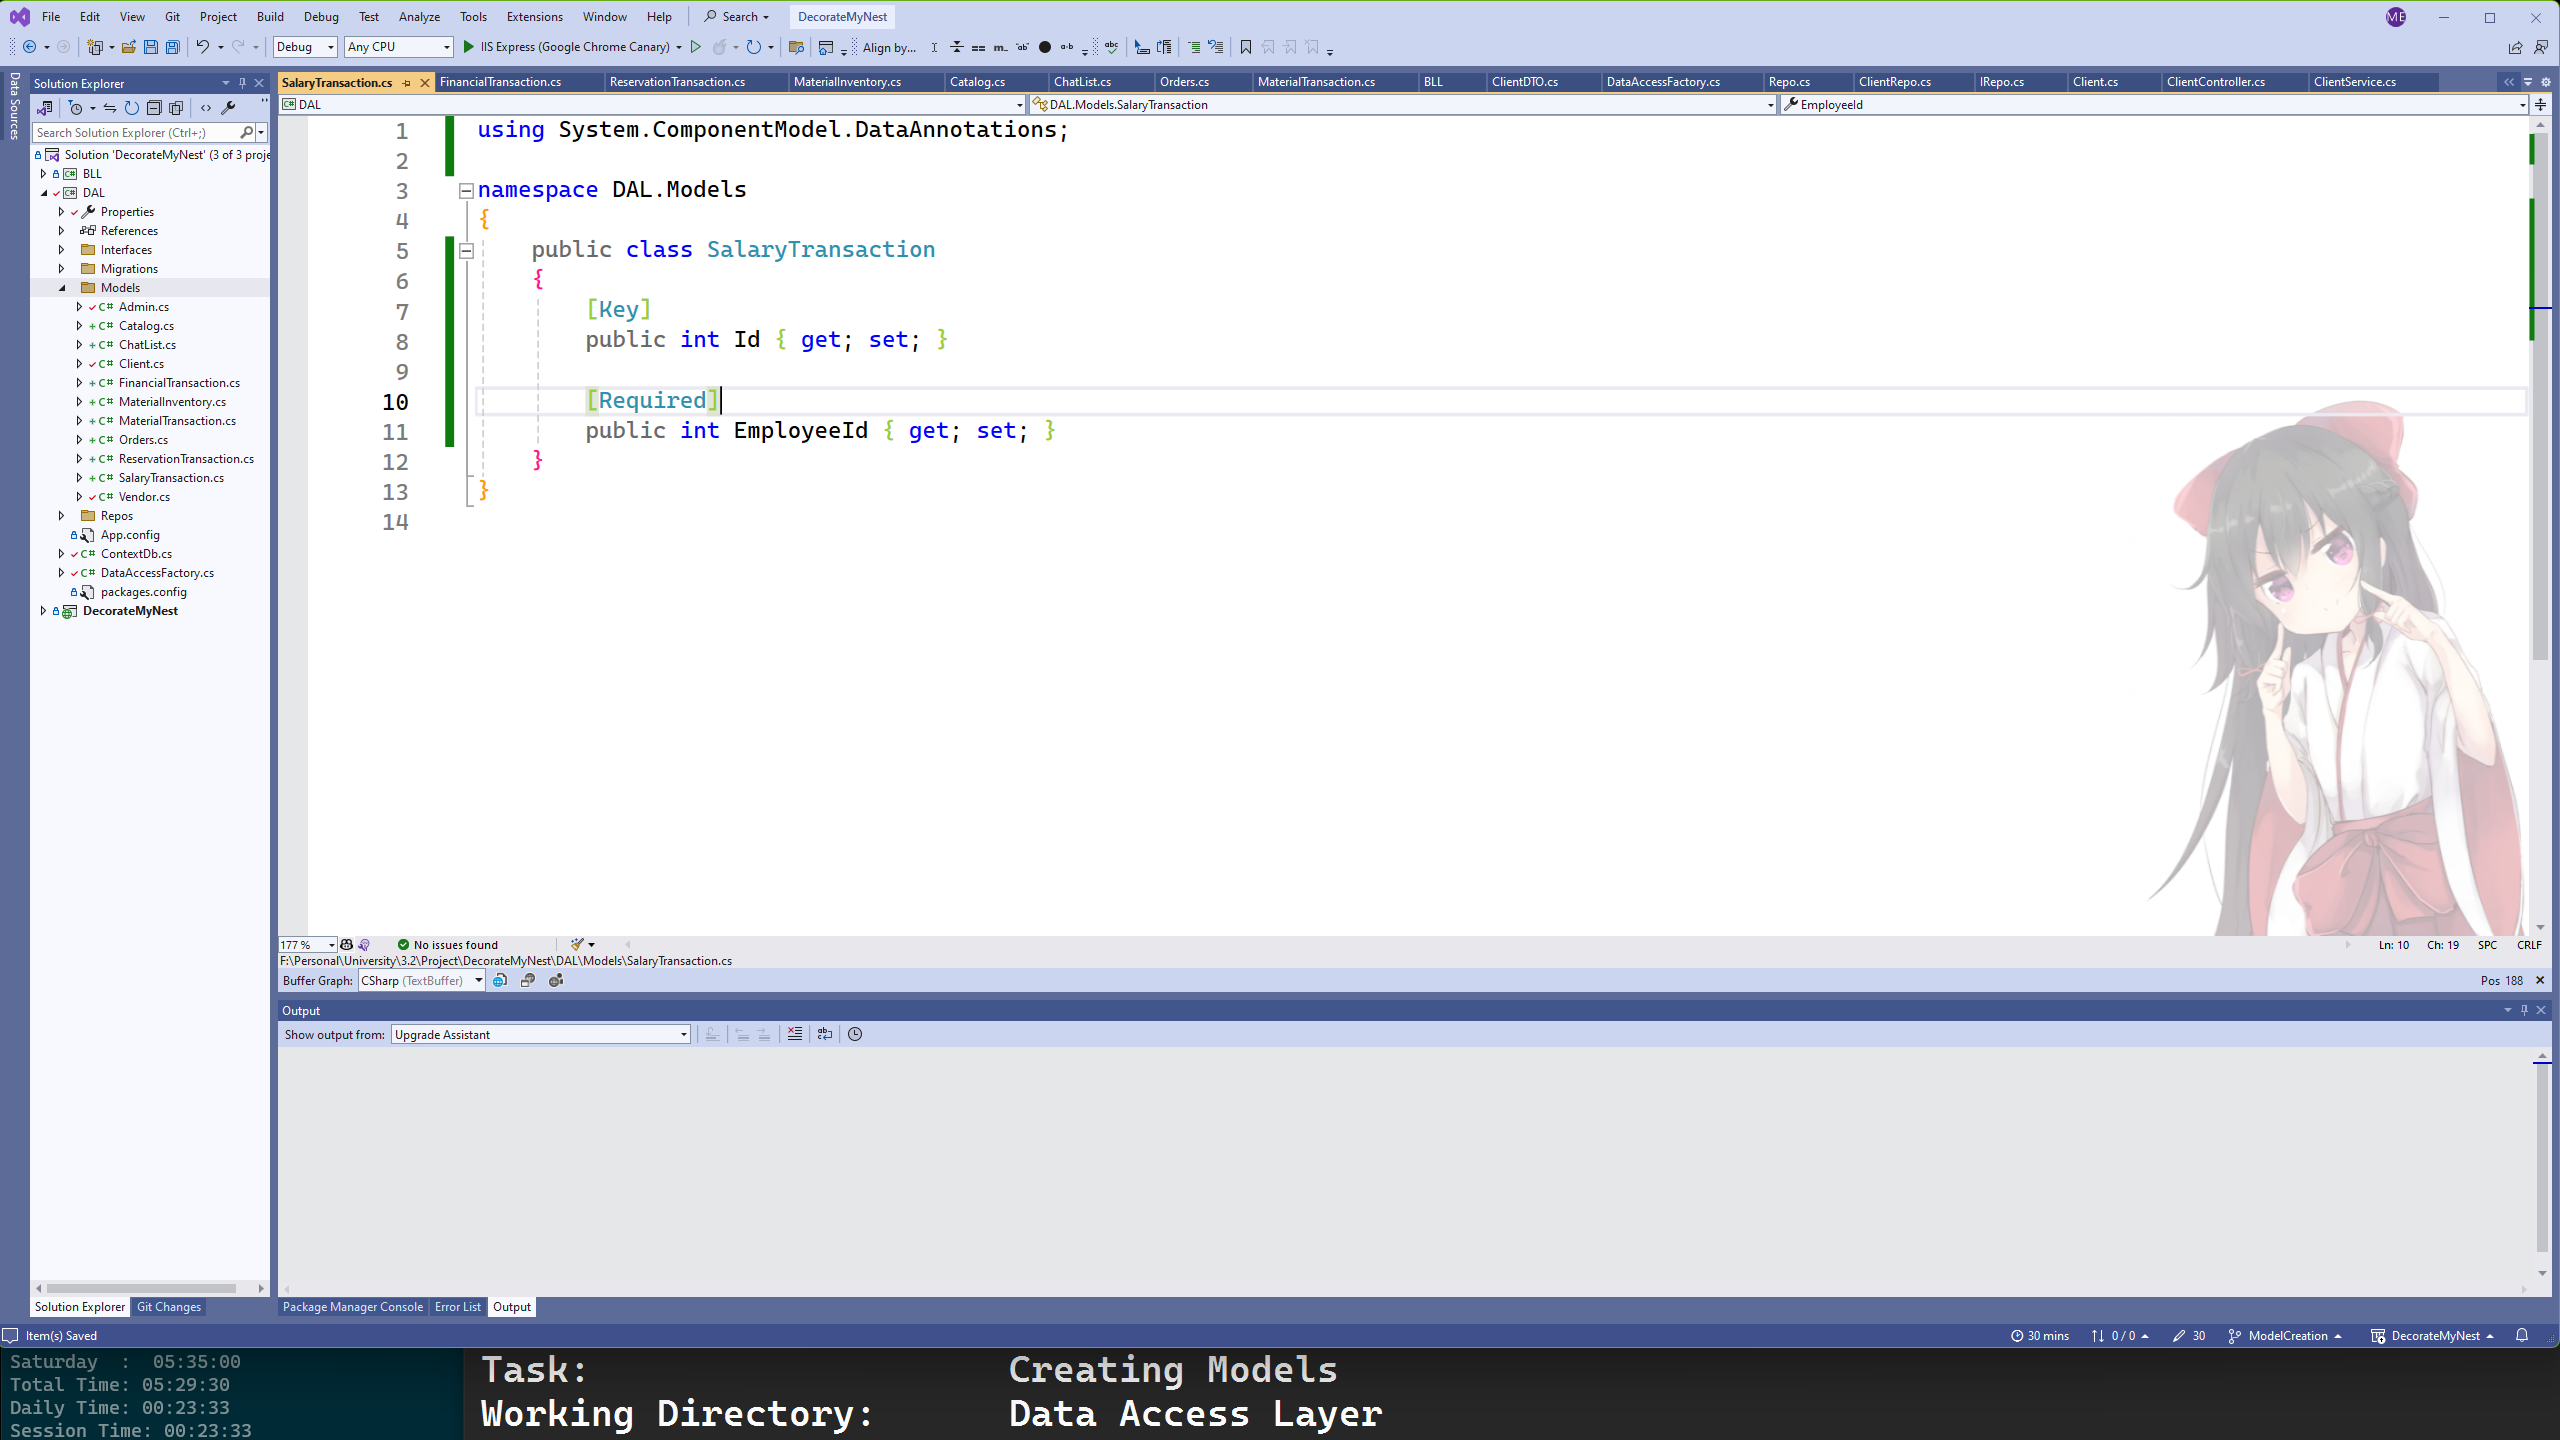 File Edit View Git Project Build Debug Test Analyze Tools Extensions Window Help Search DecorateMyNest ME
Debug Any CPU IIS Express (Google Chrome Canary) Align by...
Data Sources
Solution Explorer
Search Solution Explorer (Ctrl+;)
Solution 'DecorateMyNest' (3 of 3 proje
BLL
DAL
Properties
References
Interfaces
Migrations
Models
C# Admin.cs
C# Catalog.cs
C# ChatList.cs
C# Client.cs
C# FinancialTransaction.cs
C# MaterialInventory.cs
C# MaterialTransaction.cs
C# Orders.cs
C# ReservationTransaction.cs
C# SalaryTransaction.cs
C# Vendor.cs
Repos
App.config
C# ContextDb.cs
C# DataAccessFactory.cs
packages.config
DecorateMyNest
Solution Explorer Git Changes
SalaryTransaction.cs FinancialTransaction.cs ReservationTransaction.cs MaterialInventory.cs Catalog.cs ChatList.cs Orders.cs MaterialTransaction.cs BLL ClientDTO.cs DataAccessFactory.cs Repo.cs ClientRepo.cs IRepo.cs Client.cs ClientController.cs ClientService.cs
DAL DAL.Models.SalaryTransaction EmployeeId
1 using System.ComponentModel.DataAnnotations;
2
3 namespace DAL.Models
4 {
5 public class SalaryTransaction
6 {
7 [Key]
8 public int Id { get; set; }
9
10 [Required]
11 public int EmployeeId { get; set; }
12 }
13 }
14
177 % No issues found Ln: 10 Ch: 19 SPC CRLF
F:\Personal\University\3.2\Project\DecorateMyNest\DAL\Models\SalaryTransaction.cs
Buffer Graph: CSharp (TextBuffer) Pos 188
Output
Show output from: Upgrade Assistant
Package Manager Console Error List Output
Item(s) Saved 30 mins 0 / 0 30 ModelCreation DecorateMyNest
Saturday : 05:35:00
Total Time: 05:29:30
Daily Time: 00:23:33
Session Time: 00:23:33
Task: Creating Models
Working Directory: Data Access Layer